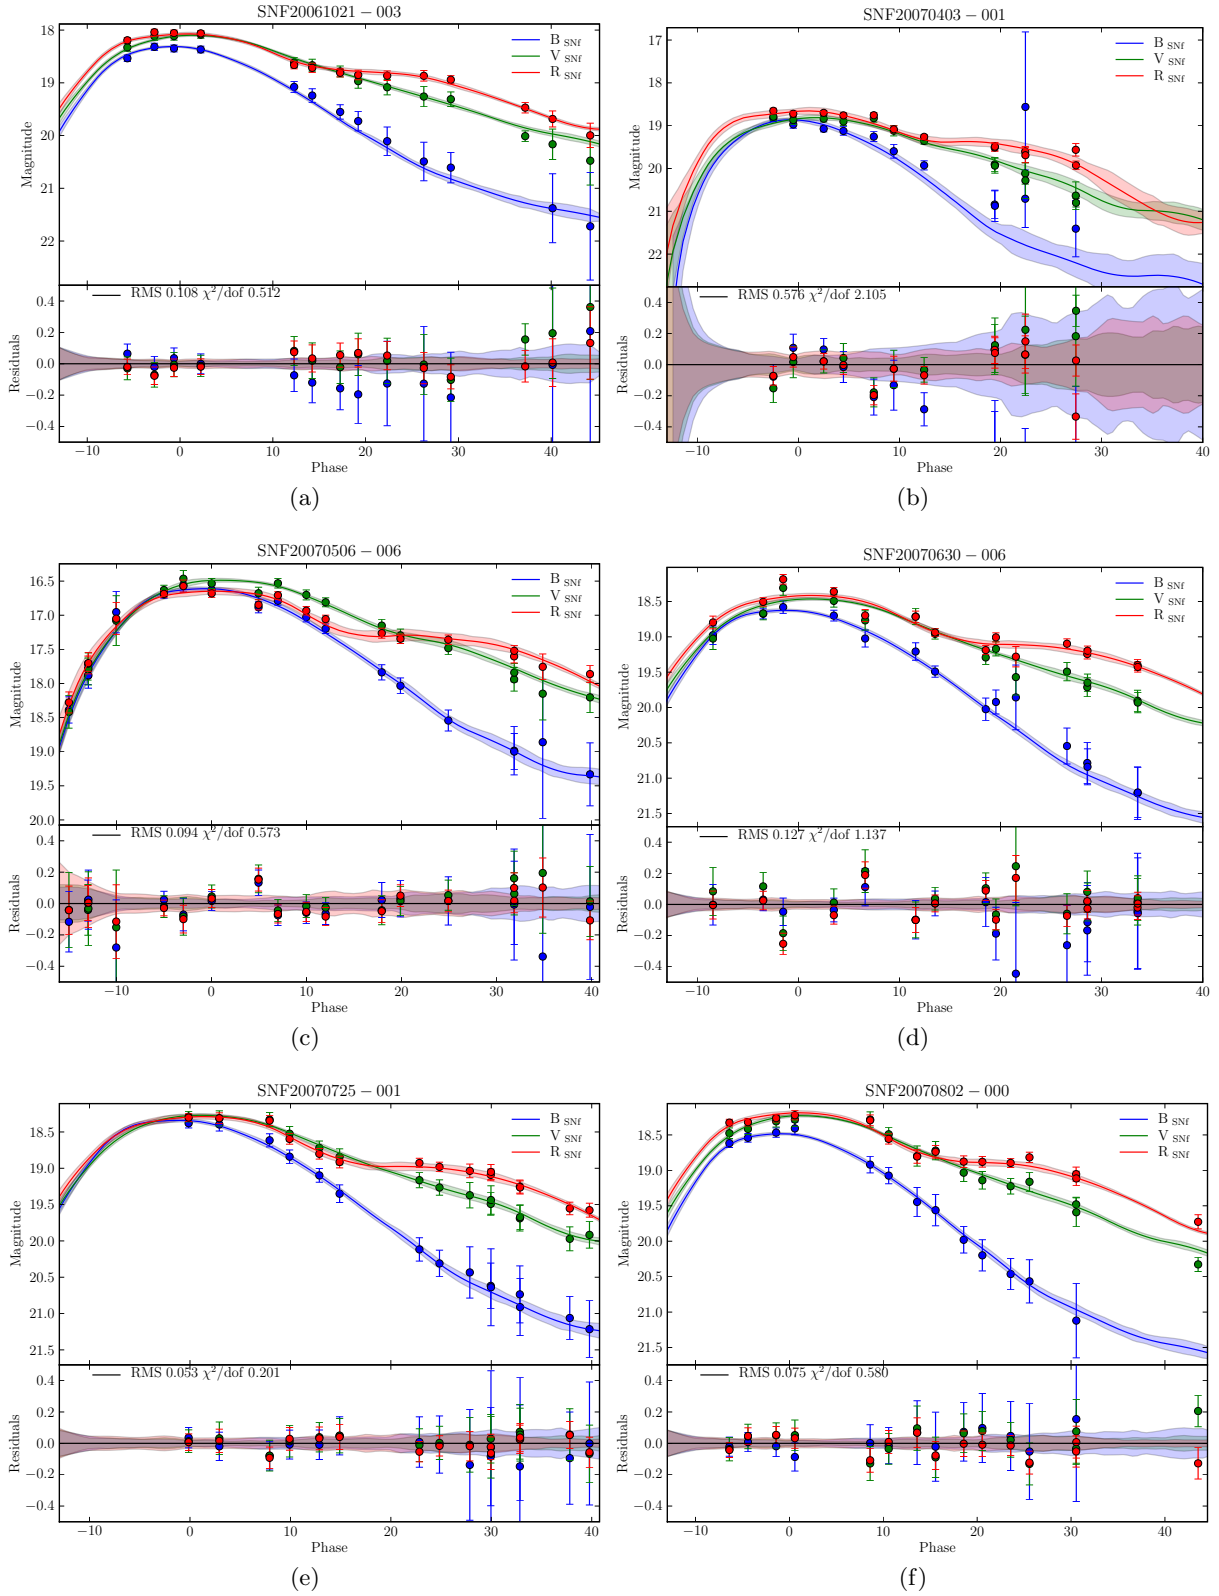 SNF20061021 − 003
B SNf
V SNf
R SNf
18
19
20
21
22
Magnitude
RMS 0.108 χ²/dof 0.512
0.4
0.2
0.0
−0.2
−0.4
Residuals
−10 0 10 20 30 40
Phase
(a)
SNF20070403 − 001
B SNf
V SNf
R SNf
17
18
19
20
21
22
Magnitude
RMS 0.576 χ²/dof 2.105
0.4
0.2
0.0
−0.2
−0.4
Residuals
−10 0 10 20 30 40
Phase
(b)
SNF20070506 − 006
B SNf
V SNf
R SNf
16.5
17.0
17.5
18.0
18.5
19.0
19.5
20.0
Magnitude
RMS 0.094 χ²/dof 0.573
0.4
0.2
0.0
−0.2
−0.4
Residuals
−10 0 10 20 30 40
Phase
(c)
SNF20070630 − 006
B SNf
V SNf
R SNf
18.5
19.0
19.5
20.0
20.5
21.0
21.5
Magnitude
RMS 0.127 χ²/dof 1.137
0.4
0.2
0.0
−0.2
−0.4
Residuals
−10 0 10 20 30 40
Phase
(d)
SNF20070725 − 001
B SNf
V SNf
R SNf
18.5
19.0
19.5
20.0
20.5
21.0
21.5
Magnitude
RMS 0.053 χ²/dof 0.201
0.4
0.2
0.0
−0.2
−0.4
Residuals
−10 0 10 20 30 40
Phase
(e)
SNF20070802 − 000
B SNf
V SNf
R SNf
18.5
19.0
19.5
20.0
20.5
21.0
21.5
Magnitude
RMS 0.075 χ²/dof 0.580
0.4
0.2
0.0
−0.2
−0.4
Residuals
−10 0 10 20 30 40
Phase
(f)